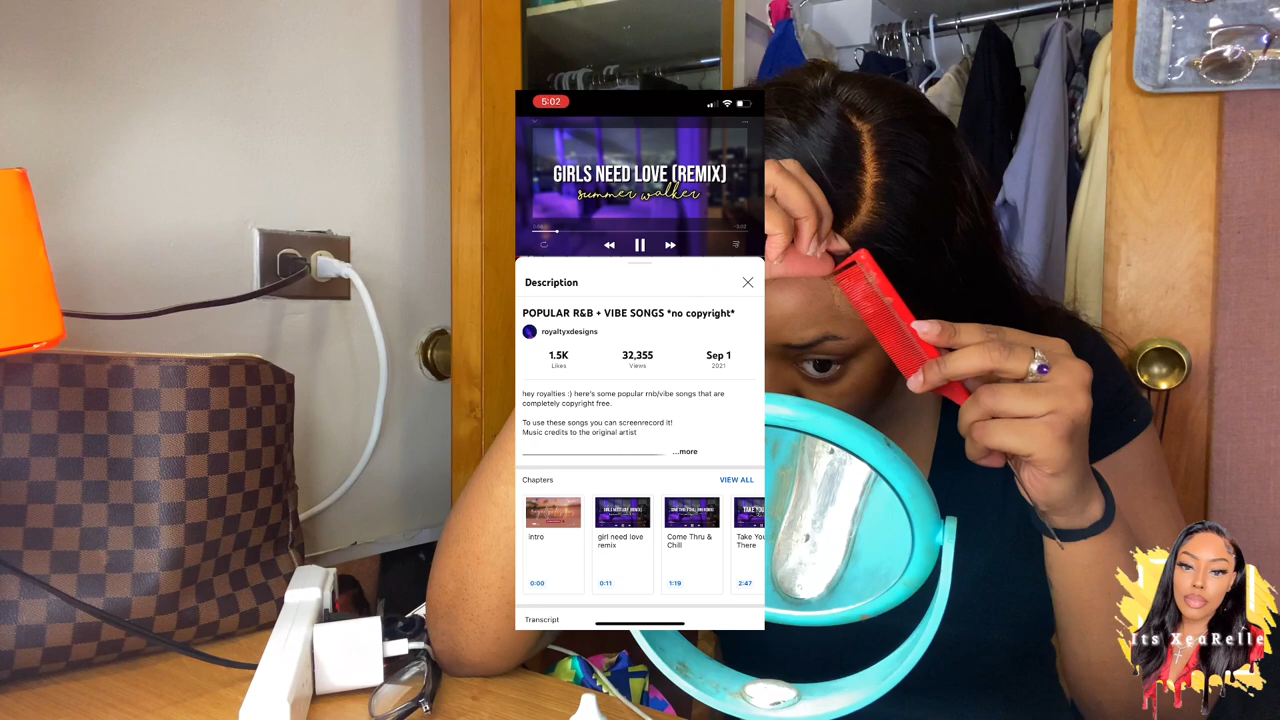 5:02
GIRLS NEED LOVE (REMIX)
summer walker
-3:02
Description
POPULAR R&B + VIBE SONGS *no copyright*
royaltyxdesigns
1.5K
32,355
Sep 1
Likes
Views
2021
hey royalties :) here's some popular rnb/vibe songs that are
completely copyright free.
To use these songs you can screenrecord it!
Music credits to the original artist
...more
Chapters
VIEW ALL
intro
0:00
girl need love
remix
0:11
Come Thru &
Chill
1:19
Take You
There
2:47
Transcript
Its XeaRelle